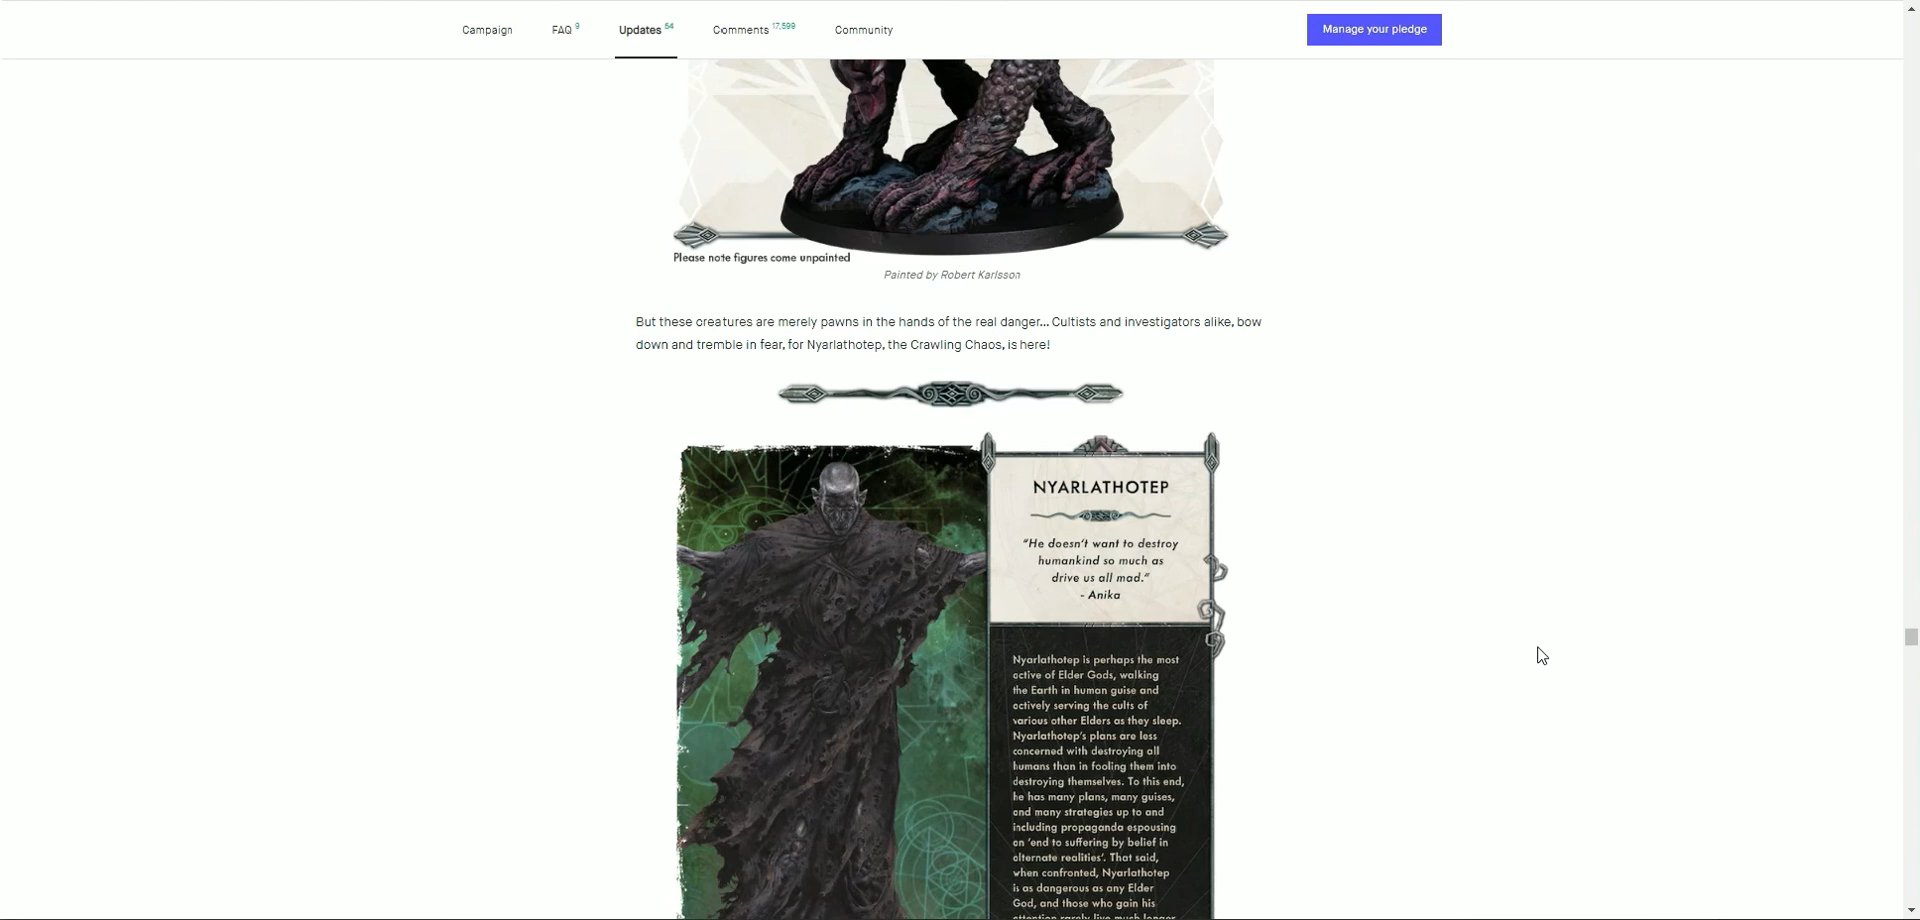 Campaign FAQ 9 Updates 54 Comments 17,599 Community Manage your pledge
Please note figures come unpainted
Painted by Robert Karlsson
But these creatures are merely pawns in the hands of the real danger... Cultists and investigators alike, bow
down and tremble in fear, for Nyarlathotep, the Crawling Chaos, is here!
NYARLATHOTEP
"He doesn't want to destroy
humankind so much as
drive us all mad."
- Anika
Nyarlathotep is perhaps the most
active of Elder Gods, walking
the Earth in human guise and
actively serving the cults of
various other Elders as they sleep.
Nyarlathotep's plans are less
concerned with destroying all
humans than in fooling them into
destroying themselves. To this end,
he has many plans, many guises,
and many strategies up to and
including propaganda espousing
an 'end to suffering by belief in
alternate realities'. That said,
when confronted, Nyarlathotep
is as dangerous as any Elder
God, and those who gain his
attention rarely live much longer